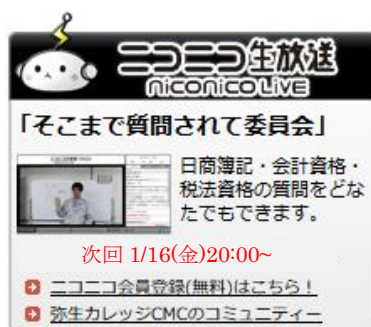 ニコニコ生放送
niconico LIVE
「そこまで質問されて委員会」
日商簿記・会計資格・
税法資格の質問をどな
たでもできます。
次回 1/16(金)20:00~
ニコニコ会員登録(無料)はこちら！
弥生カレッジCMCのコミュニティー